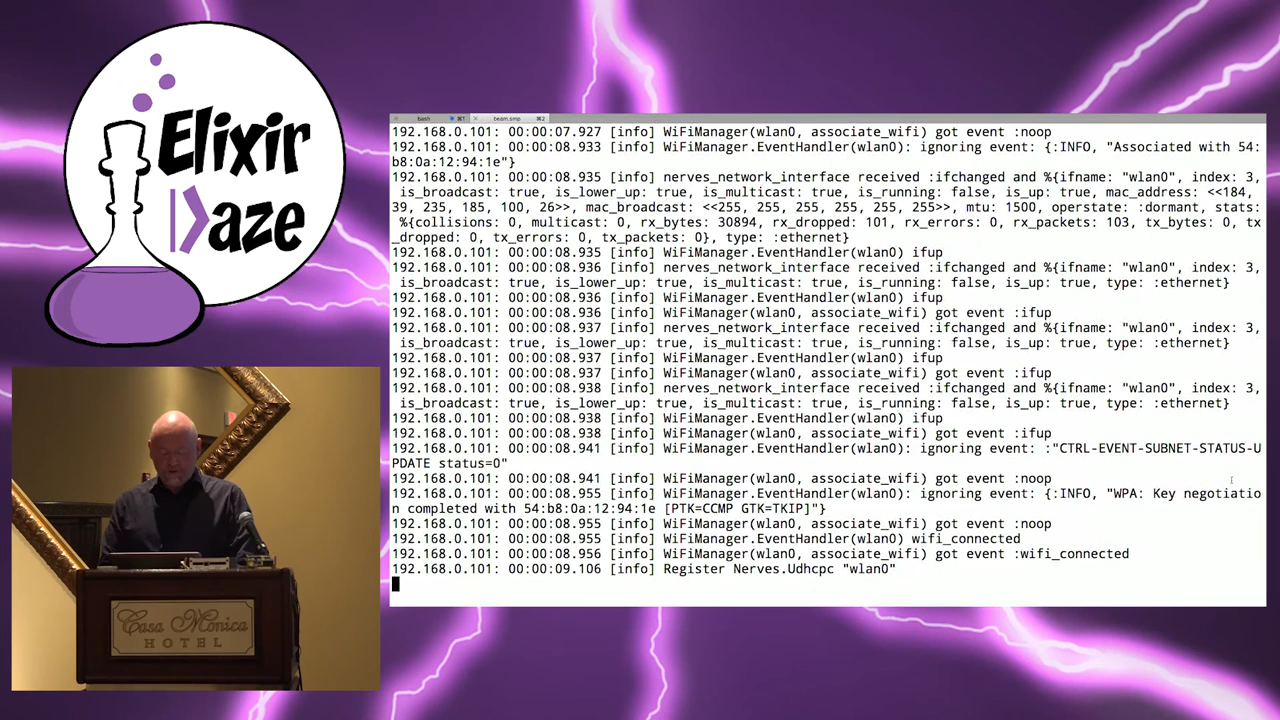 Elixir
Daze
Casa Monica
HOTEL
bash ⌘1 beam.smp ⌘2
192.168.0.101: 00:00:07.927 [info] WiFiManager(wlan0, associate_wifi) got event :noop
192.168.0.101: 00:00:08.933 [info] WiFiManager.EventHandler(wlan0): ignoring event: {:INFO, "Associated with 54:
b8:0a:12:94:1e"}
192.168.0.101: 00:00:08.935 [info] nerves_network_interface received :ifchanged and %{ifname: "wlan0", index: 3,
is_broadcast: true, is_lower_up: true, is_multicast: true, is_running: false, is_up: true, mac_address: <<184,
39, 235, 185, 100, 26>>, mac_broadcast: <<255, 255, 255, 255, 255, 255>>, mtu: 1500, operstate: :dormant, stats:
%{collisions: 0, multicast: 0, rx_bytes: 30894, rx_dropped: 101, rx_errors: 0, rx_packets: 103, tx_bytes: 0, tx
_dropped: 0, tx_errors: 0, tx_packets: 0}, type: :ethernet}
192.168.0.101: 00:00:08.935 [info] WiFiManager.EventHandler(wlan0) ifup
192.168.0.101: 00:00:08.936 [info] nerves_network_interface received :ifchanged and %{ifname: "wlan0", index: 3,
is_broadcast: true, is_lower_up: true, is_multicast: true, is_running: false, is_up: true, type: :ethernet}
192.168.0.101: 00:00:08.936 [info] WiFiManager.EventHandler(wlan0) ifup
192.168.0.101: 00:00:08.936 [info] WiFiManager(wlan0, associate_wifi) got event :ifup
192.168.0.101: 00:00:08.937 [info] nerves_network_interface received :ifchanged and %{ifname: "wlan0", index: 3,
is_broadcast: true, is_lower_up: true, is_multicast: true, is_running: false, is_up: true, type: :ethernet}
192.168.0.101: 00:00:08.937 [info] WiFiManager.EventHandler(wlan0) ifup
192.168.0.101: 00:00:08.937 [info] WiFiManager(wlan0, associate_wifi) got event :ifup
192.168.0.101: 00:00:08.938 [info] nerves_network_interface received :ifchanged and %{ifname: "wlan0", index: 3,
is_broadcast: true, is_lower_up: true, is_multicast: true, is_running: false, is_up: true, type: :ethernet}
192.168.0.101: 00:00:08.938 [info] WiFiManager.EventHandler(wlan0) ifup
192.168.0.101: 00:00:08.938 [info] WiFiManager(wlan0, associate_wifi) got event :ifup
192.168.0.101: 00:00:08.941 [info] WiFiManager.EventHandler(wlan0): ignoring event: :"CTRL-EVENT-SUBNET-STATUS-U
PDATE status=0"
192.168.0.101: 00:00:08.941 [info] WiFiManager(wlan0, associate_wifi) got event :noop
192.168.0.101: 00:00:08.955 [info] WiFiManager.EventHandler(wlan0): ignoring event: {:INFO, "WPA: Key negotiatio
n completed with 54:b8:0a:12:94:1e [PTK=CCMP GTK=TKIP]"}
192.168.0.101: 00:00:08.955 [info] WiFiManager(wlan0, associate_wifi) got event :noop
192.168.0.101: 00:00:08.955 [info] WiFiManager.EventHandler(wlan0) wifi_connected
192.168.0.101: 00:00:08.956 [info] WiFiManager(wlan0, associate_wifi) got event :wifi_connected
192.168.0.101: 00:00:09.106 [info] Register Nerves.Udhcpc "wlan0"